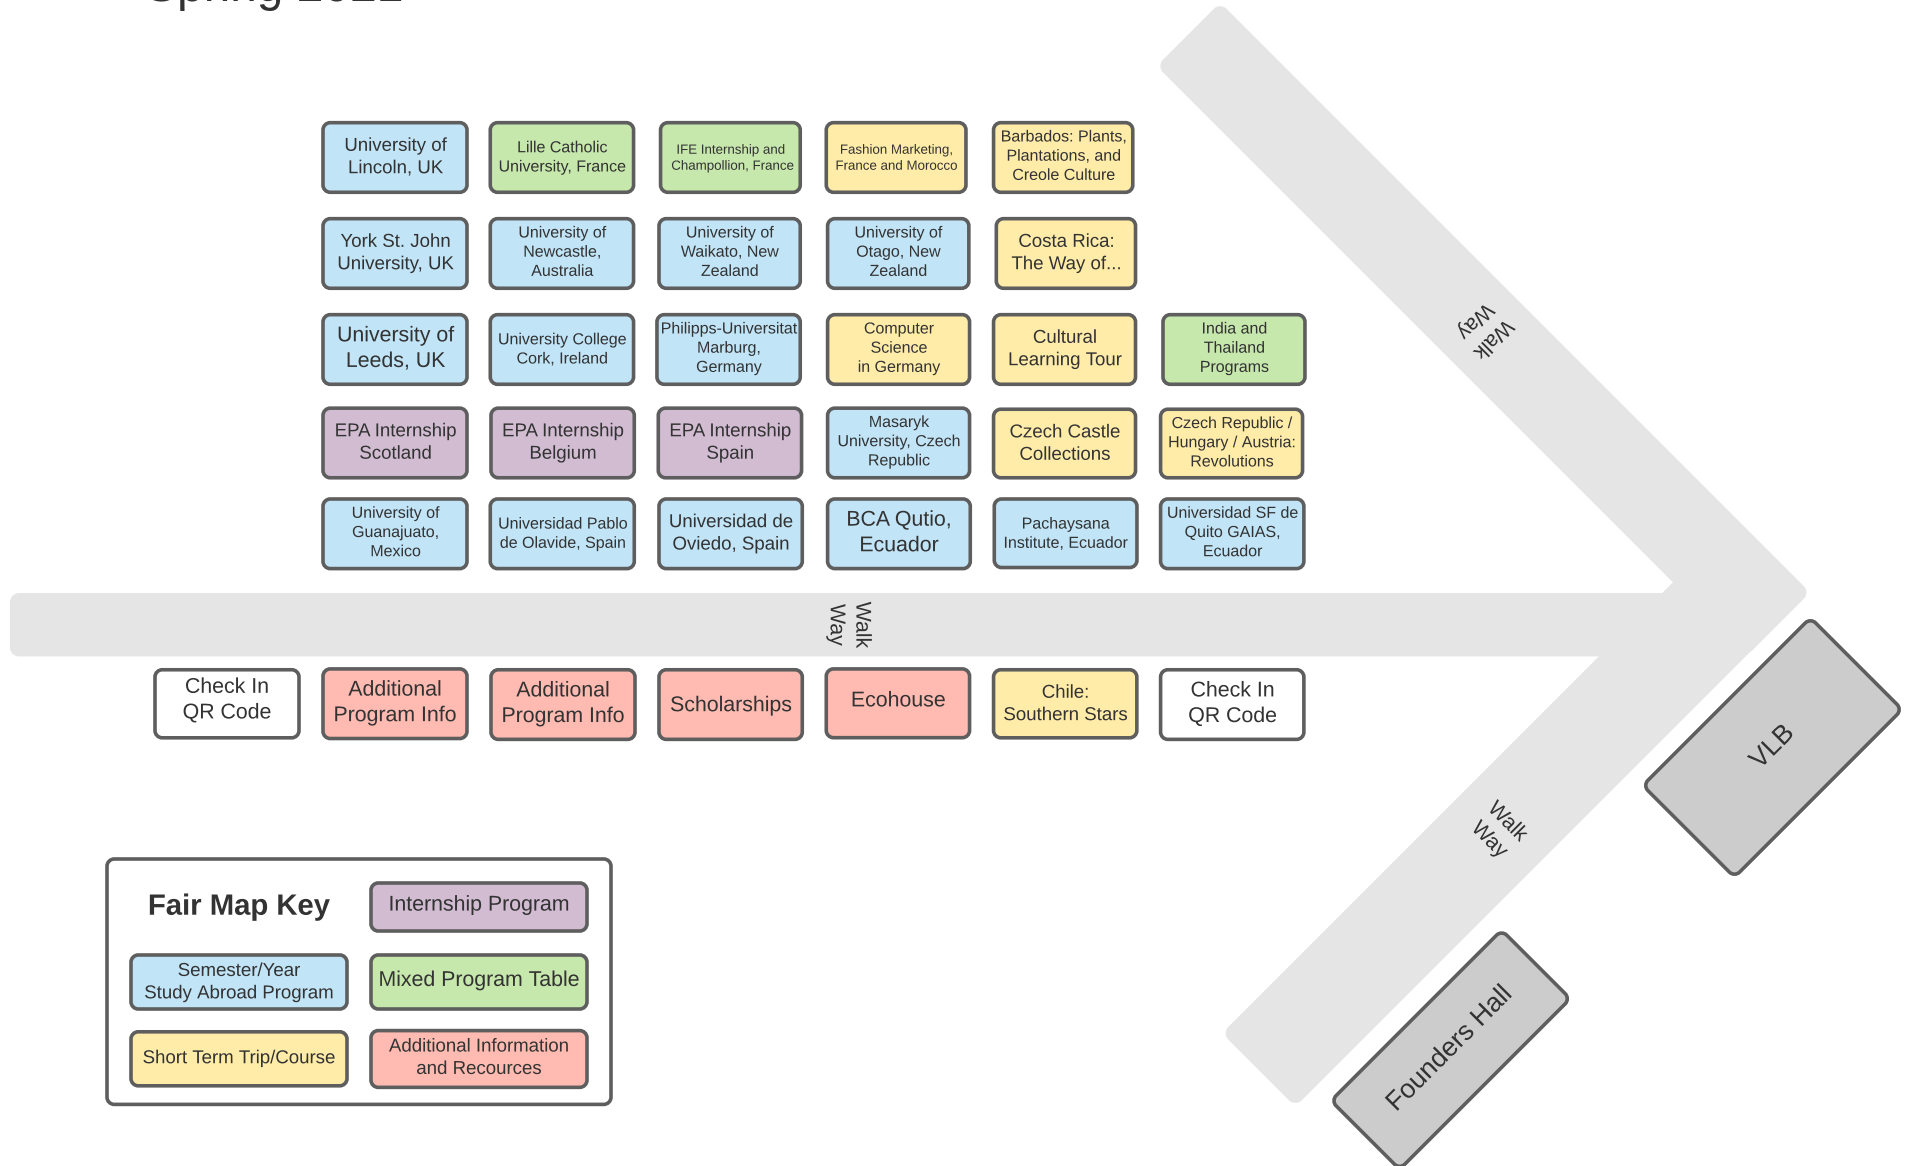 University of
Lincoln, UK
Lille Catholic
University, France
IFE Internship and
Champollion, France
Fashion Marketing,
France and Morocco
Barbados: Plants,
Plantations, and
Creole Culture
York St. John
University, UK
University of
Newcastle,
Australia
University of
Waikato, New
Zealand
University of
Otago, New
Zealand
Costa Rica:
The Way of...
University of
Leeds, UK
University College
Cork, Ireland
Philipps-Universitat
Marburg,
Germany
Computer
Science
in Germany
Cultural
Learning Tour
India and
Thailand
Programs
Walk
Way
EPA Internship
Scotland
EPA Internship
Belgium
EPA Internship
Spain
Masaryk
University, Czech
Republic
Czech Castle
Collections
Czech Republic /
Hungary / Austria:
Revolutions
University of
Guanajuato,
Mexico
Universidad Pablo
de Olavide, Spain
Universidad de
Oviedo, Spain
BCA Qutio,
Ecuador
Pachaysana
Institute, Ecuador
Universidad SF de
Quito GAIAS,
Ecuador
Walk
Way
Check In
QR Code
Additional
Program Info
Additional
Program Info
Scholarships
Ecohouse
Chile:
Southern Stars
Check In
QR Code
VLB
Walk
Way
Founders Hall
Fair Map Key
Internship Program
Semester/Year
Study Abroad Program
Mixed Program Table
Short Term Trip/Course
Additional Information
and Recources